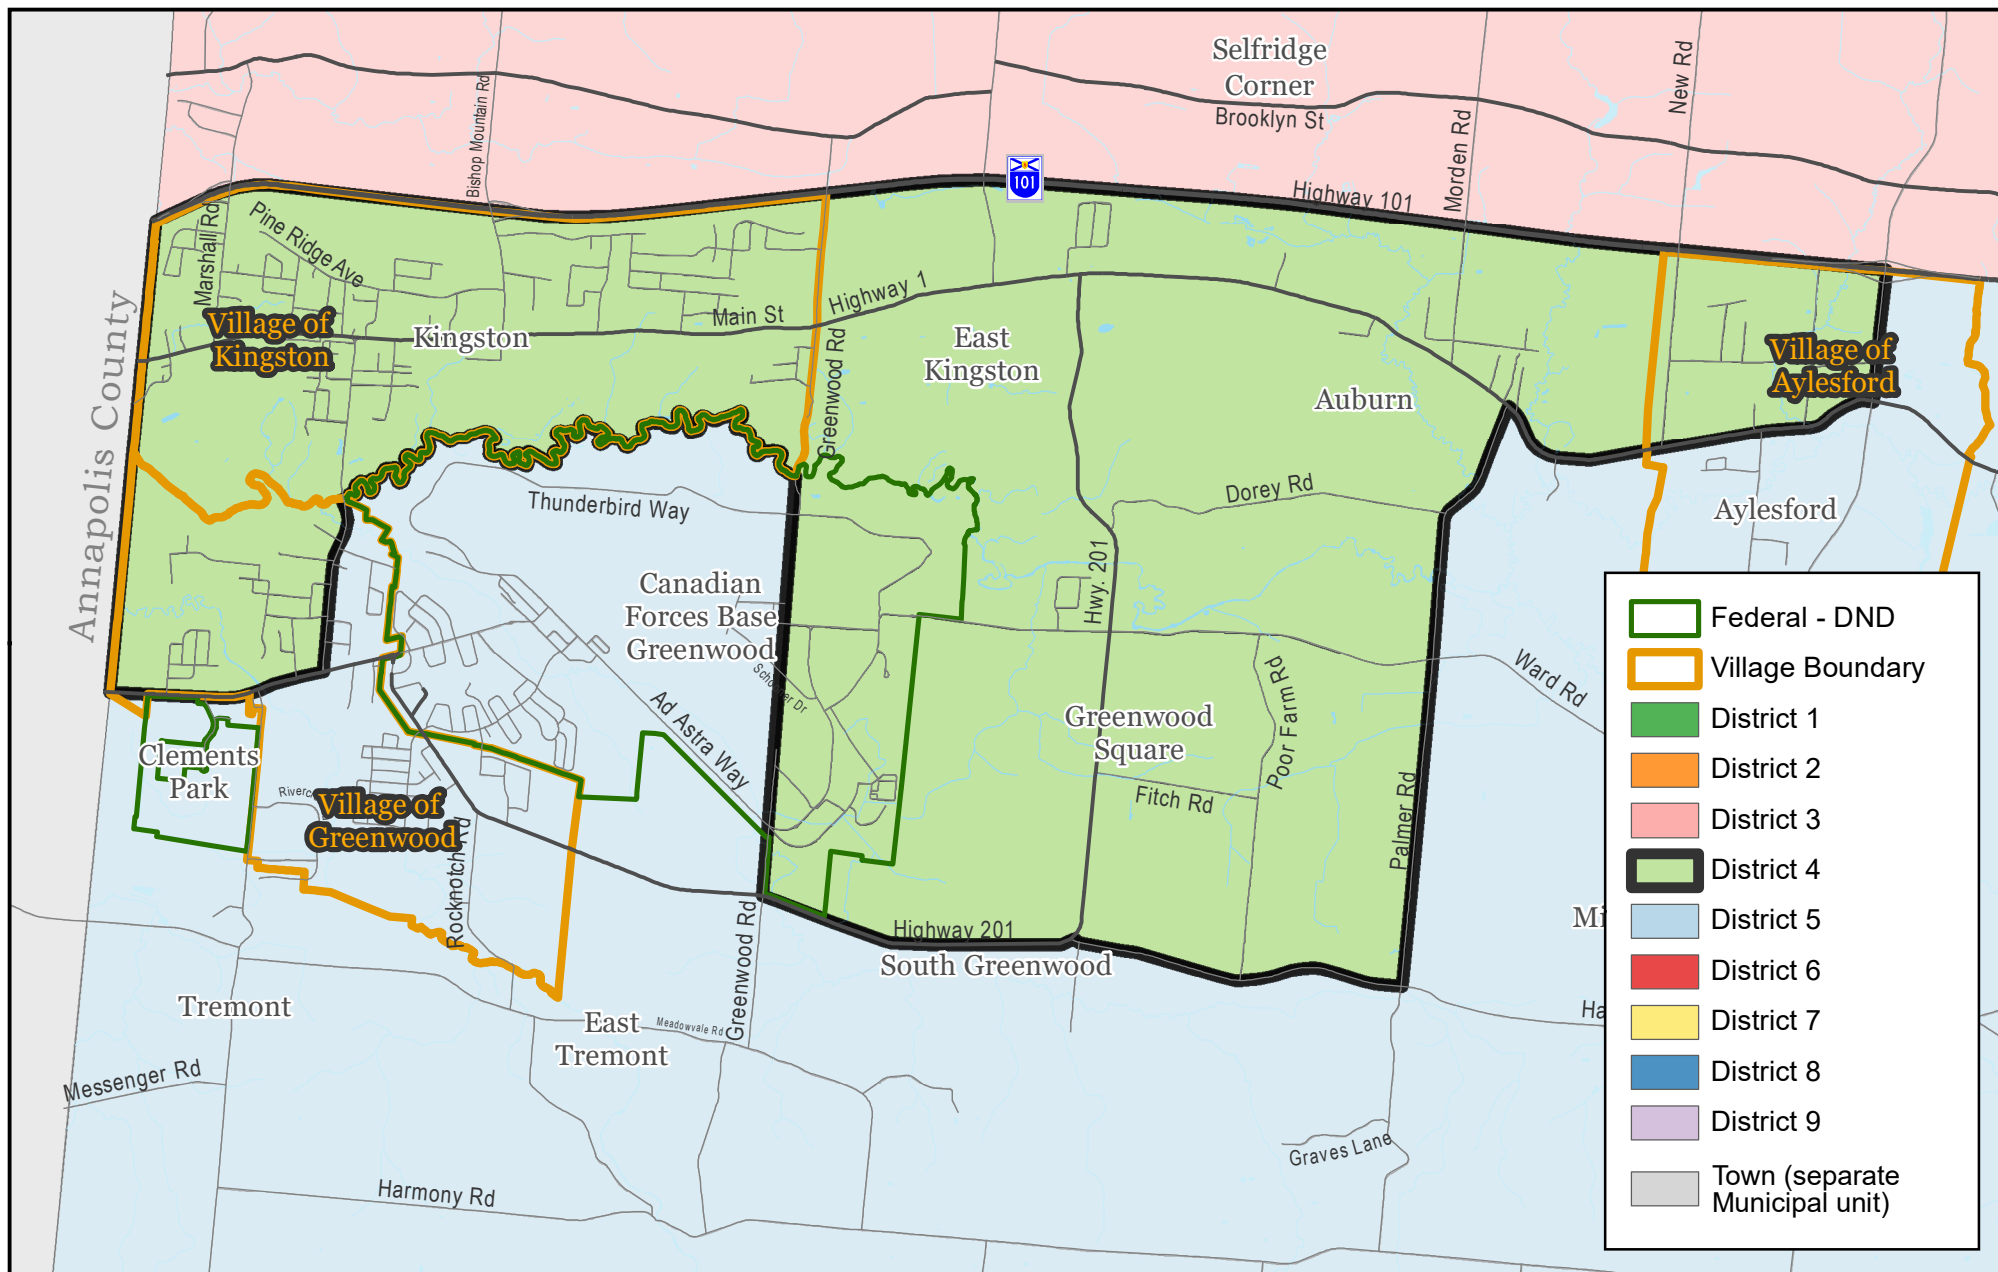 Selfridge
Corner
Brooklyn St
New Rd
Morden Rd
Bishop Mountain Rd
101
Highway 101
Marshall Rd
Pine Ridge Ave
Annapolis County
Village of
Kingston
Kingston
Main St
Highway 1
Greenwood Rd
East
Kingston
Auburn
Village of
Aylesford
Aylesford
Thunderbird Way
Dorey Rd
Hwy. 201
Canadian
Forces Base
Greenwood
Schooner Dr
Ad Astra Way
Ward Rd
Poor Farm Rd
Greenwood
Square
Fitch Rd
Palmer Rd
Clements
Park
Riverc
Village of
Greenwood
Rocknotch Rd
Highway 201
South Greenwood
Greenwood Rd
Mi
Ha
Tremont
East
Tremont
Meadowvale Rd
Messenger Rd
Graves Lane
Harmony Rd
Federal - DND
Village Boundary
District 1
District 2
District 3
District 4
District 5
District 6
District 7
District 8
District 9
Town (separate
Municipal unit)